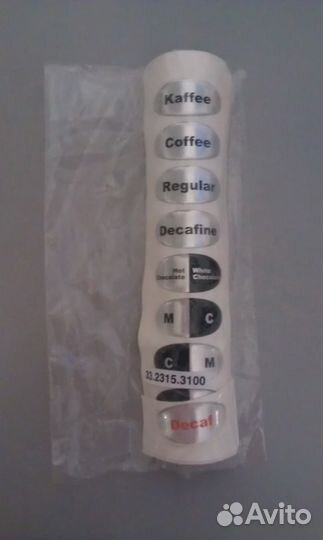 Kaffee
Coffee
Regular
Decafine
Hot Chocolate
White Chocolate
M C
C M
33.2315.3100
Decaf
Avito